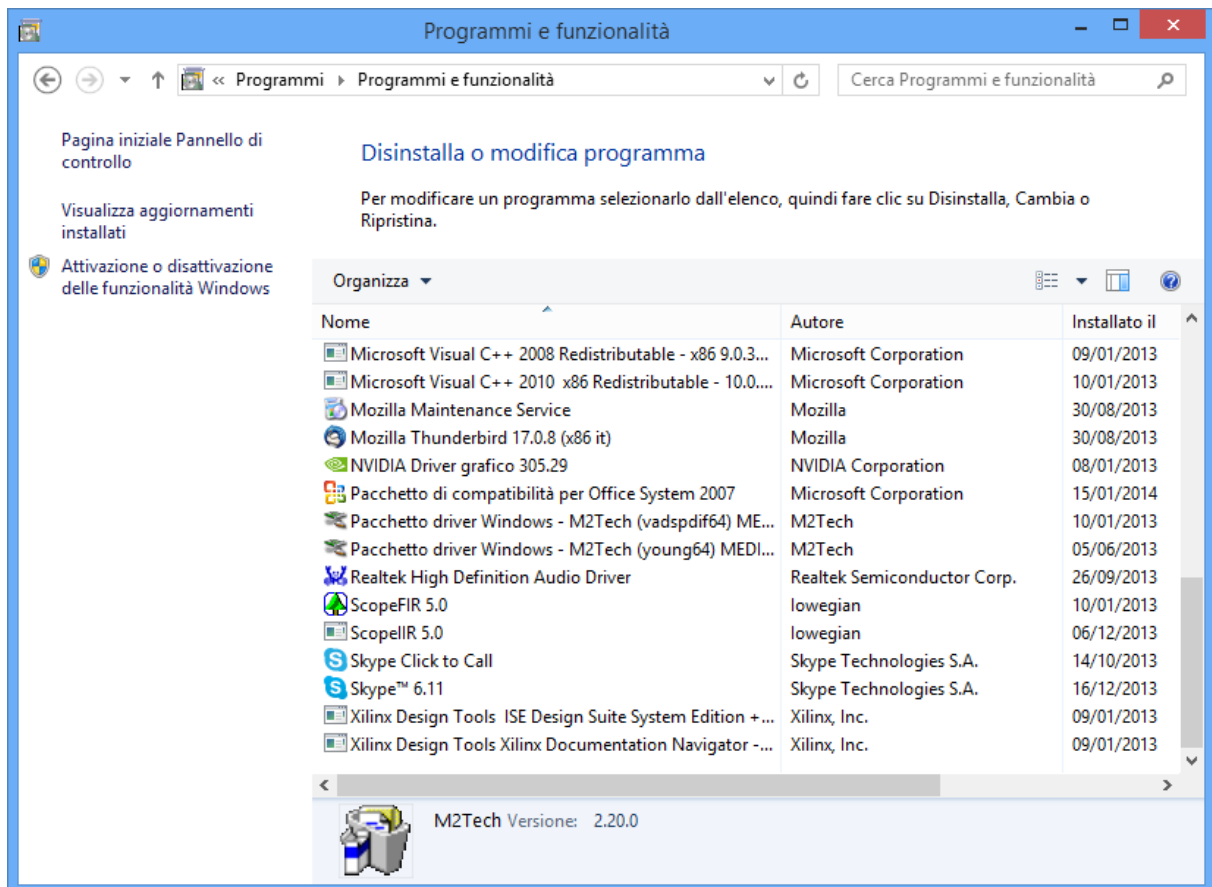 Programmi e funzionalità
« Programmi Programmi e funzionalità
Cerca Programmi e funzionalità
Pagina iniziale Pannello di
controllo
Visualizza aggiornamenti
installati
Attivazione o disattivazione
delle funzionalità Windows
Disinstalla o modifica programma
Per modificare un programma selezionarlo dall'elenco, quindi fare clic su Disinstalla, Cambia o
Ripristina.
Organizza
Nome Autore Installato il
Microsoft Visual C++ 2008 Redistributable - x86 9.0.3... Microsoft Corporation 09/01/2013
Microsoft Visual C++ 2010 x86 Redistributable - 10.0.... Microsoft Corporation 10/01/2013
Mozilla Maintenance Service Mozilla 30/08/2013
Mozilla Thunderbird 17.0.8 (x86 it) Mozilla 30/08/2013
NVIDIA Driver grafico 305.29 NVIDIA Corporation 08/01/2013
Pacchetto di compatibilità per Office System 2007 Microsoft Corporation 15/01/2014
Pacchetto driver Windows - M2Tech (vadspdif64) ME... M2Tech 10/01/2013
Pacchetto driver Windows - M2Tech (young64) MEDI... M2Tech 05/06/2013
Realtek High Definition Audio Driver Realtek Semiconductor Corp. 26/09/2013
ScopeFIR 5.0 Iowegian 10/01/2013
ScopeIIR 5.0 Iowegian 06/12/2013
Skype Click to Call Skype Technologies S.A. 14/10/2013
Skype™ 6.11 Skype Technologies S.A. 16/12/2013
Xilinx Design Tools ISE Design Suite System Edition +... Xilinx, Inc. 09/01/2013
Xilinx Design Tools Xilinx Documentation Navigator -... Xilinx, Inc. 09/01/2013
M2Tech Versione: 2.20.0